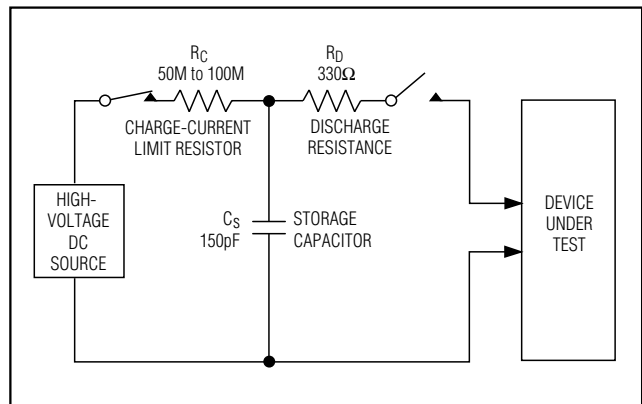 R_C
50M to 100M
CHARGE-CURRENT
LIMIT RESISTOR
R_D
330Ω
DISCHARGE
RESISTANCE
HIGH-
VOLTAGE
DC
SOURCE
C_S
150pF
STORAGE
CAPACITOR
DEVICE
UNDER
TEST